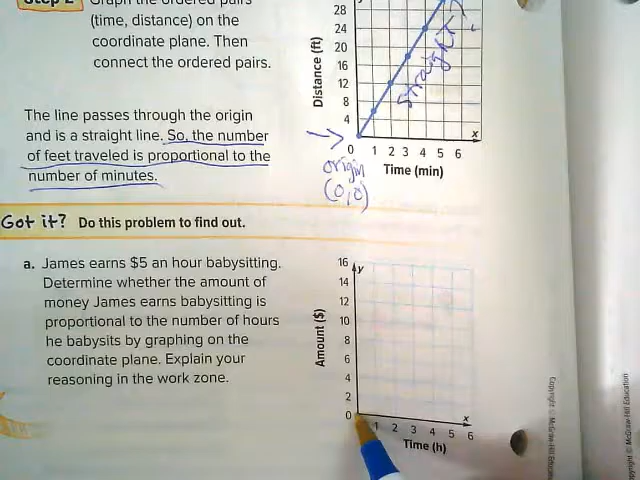 Step 2 Graph the ordered pairs
(time, distance) on the
coordinate plane. Then
connect the ordered pairs.
The line passes through the origin
and is a straight line. So, the number
of feet traveled is proportional to the
number of minutes.
y
Distance (ft)
28
24
20
16
12
8
4
0 1 2 3 4 5 6
x
Time (min)
straight
origin
(0,0)
Got it? Do this problem to find out.
a. James earns $5 an hour babysitting.
Determine whether the amount of
money James earns babysitting is
proportional to the number of hours
he babysits by graphing on the
coordinate plane. Explain your
reasoning in the work zone.
Amount ($)
16
14
12
10
8
6
4
2
0
y
1 2 3 4 5 6
x
Time (h)
Copyright © McGraw-Hill Education
Copyright © McGraw-Hill Education